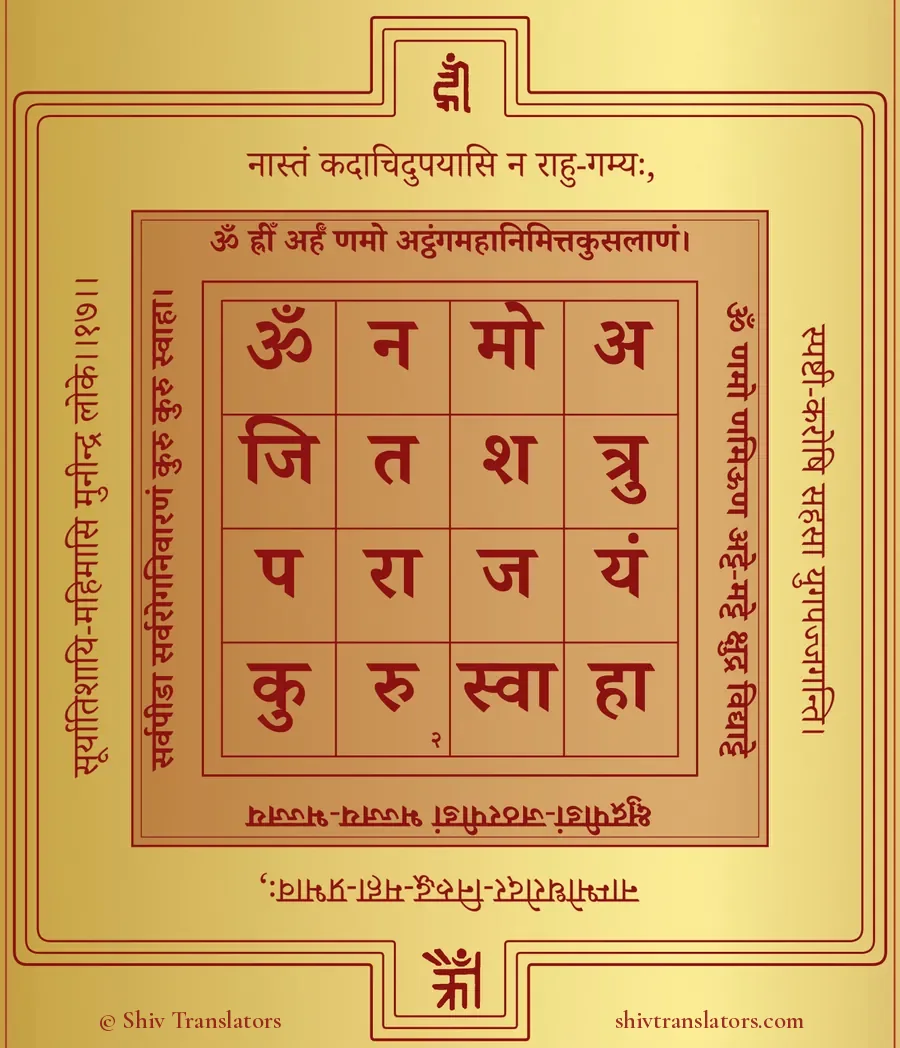 ह्रीं
नास्तं कदाचिदुपयासि न राहु-गम्यः,
स्पष्टी-करोषि सहसा युगपज्जगन्ति।
नाम्भोधरोदर-निरुद्ध-महा-प्रभावः,
सूर्यातिशायि-महिमासि मुनीन्द्र लोके।।१७।।
ॐ ह्रीँ अर्हं णमो अट्ठंगमहानिमित्तकुसलाणं।
ॐ णमो णमिऊण अट्टे-मट्टे क्षुद्र विघट्टे
क्षुद्रपीडां-जठरपीडां भञ्जय-भञ्जय
सर्वपीडा सर्वरोगनिवारणं कुरु कुरु स्वाहा।
ॐ न मो अ
जि त श त्रु
प रा ज यं
कु रु २ स्वा हा
© Shiv Translators
shivtranslators.com